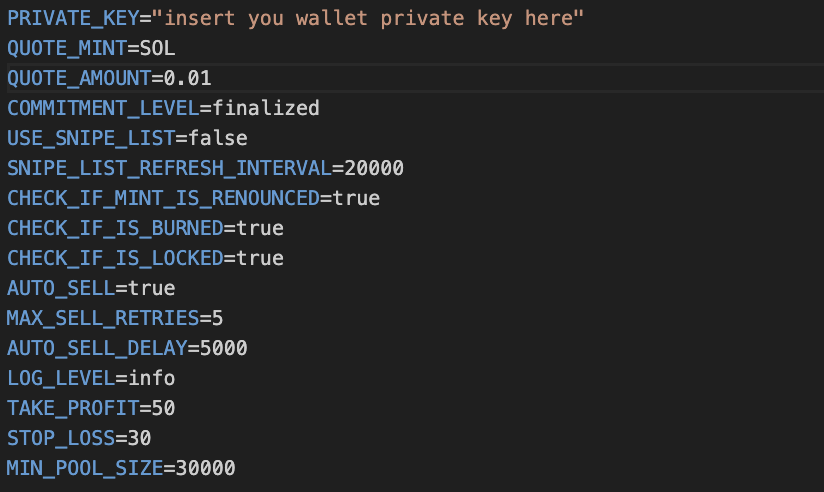 PRIVATE_KEY="insert you wallet private key here"
QUOTE_MINT=SOL
QUOTE_AMOUNT=0.01
COMMITMENT_LEVEL=finalized
USE_SNIPE_LIST=false
SNIPE_LIST_REFRESH_INTERVAL=20000
CHECK_IF_MINT_IS_RENOUNCED=true
CHECK_IF_IS_BURNED=true
CHECK_IF_IS_LOCKED=true
AUTO_SELL=true
MAX_SELL_RETRIES=5
AUTO_SELL_DELAY=5000
LOG_LEVEL=info
TAKE_PROFIT=50
STOP_LOSS=30
MIN_POOL_SIZE=30000